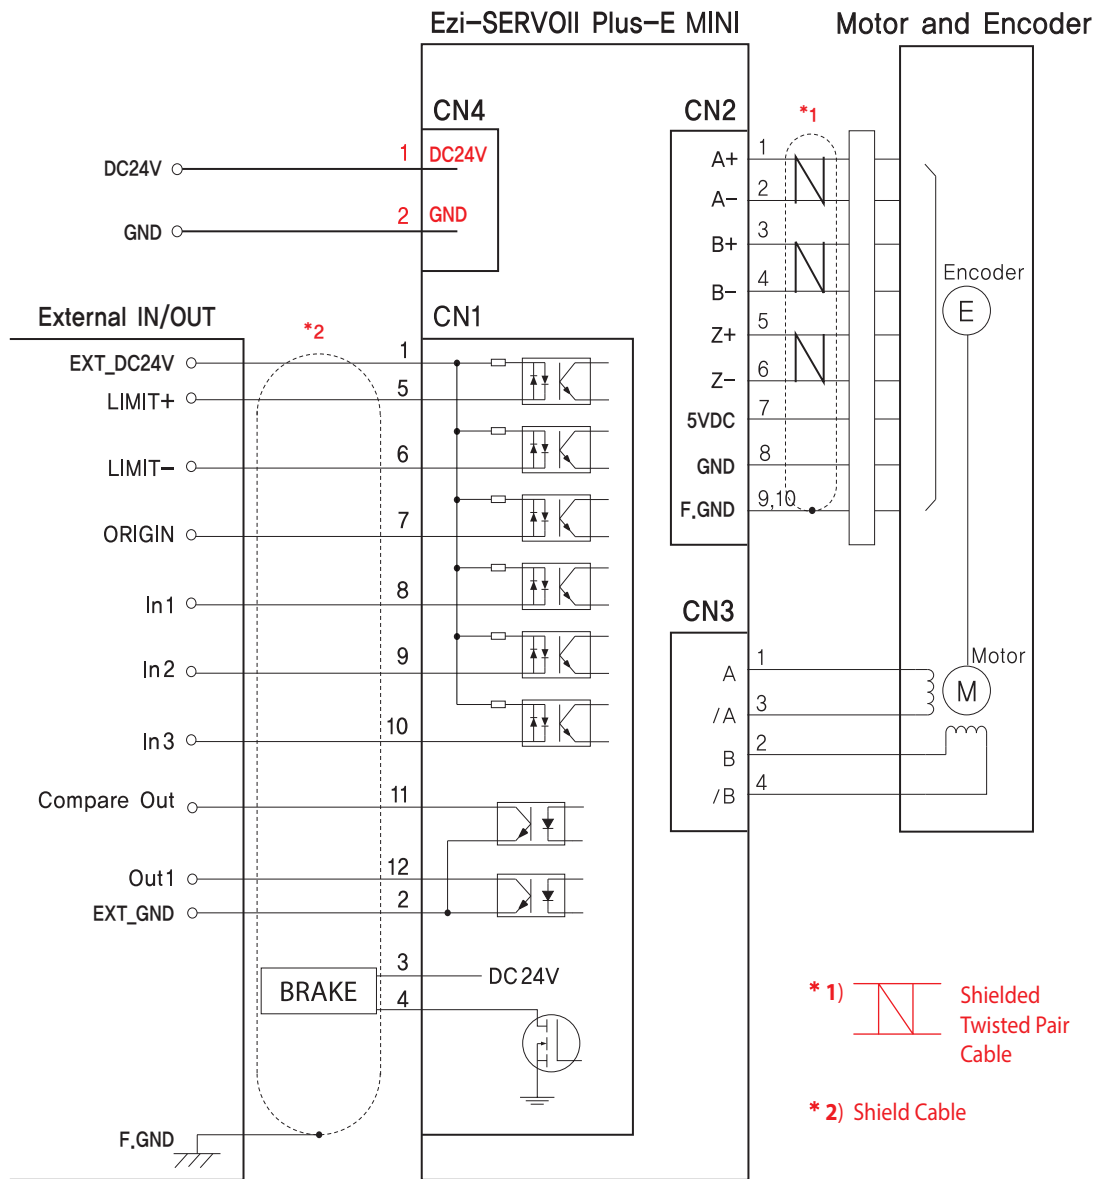 Ezi-SERVOII Plus-E MINI
Motor and Encoder
CN4
1 DC24V
DC24V
2 GND
GND
CN2
*1
A+ 1
A- 2
B+ 3
B- 4
Z+ 5
Z- 6
5VDC 7
GND 8
F.GND 9,10
Encoder
E
External IN/OUT
*2
CN1
EXT_DC24V 1
LIMIT+ 5
LIMIT- 6
ORIGIN 7
In1 8
In2 9
In3 10
Compare Out 11
Out1 12
EXT_GND 2
BRAKE
3 DC24V
4
F.GND
CN3
A 1
/A 3
B 2
/B 4
Motor
M
* 1) Shielded
Twisted Pair
Cable
* 2) Shield Cable